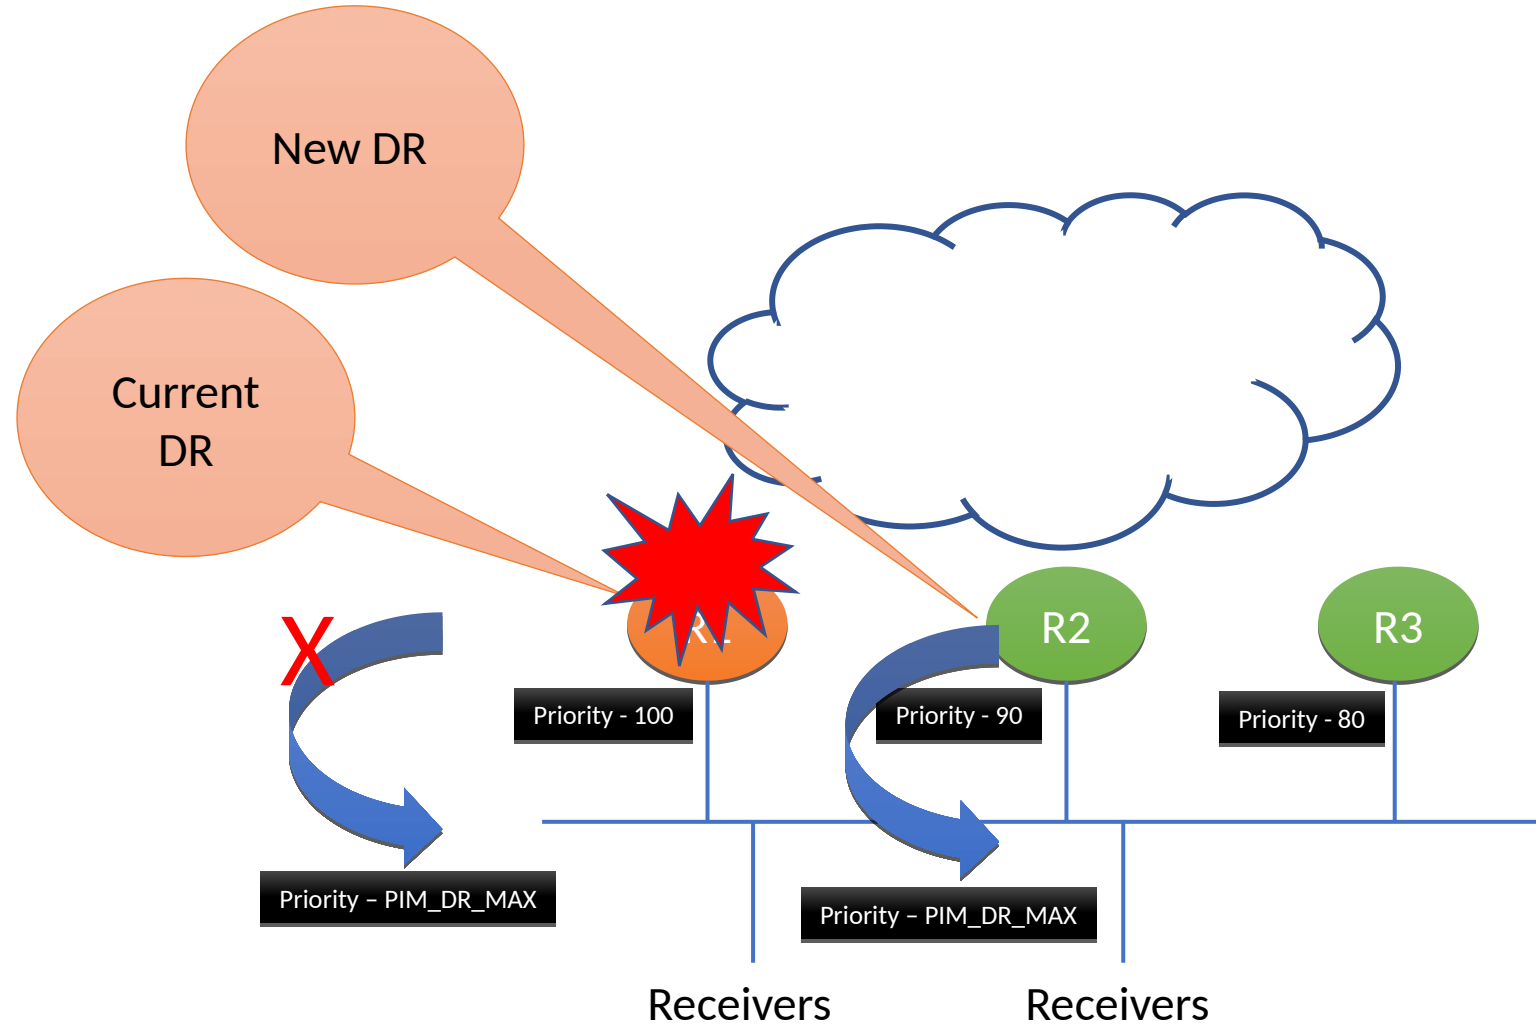 New DR
Current
DR
X
R2
R3
Priority - 100
Priority - 90
Priority - 80
Priority – PIM_DR_MAX
Priority – PIM_DR_MAX
Receivers
Receivers